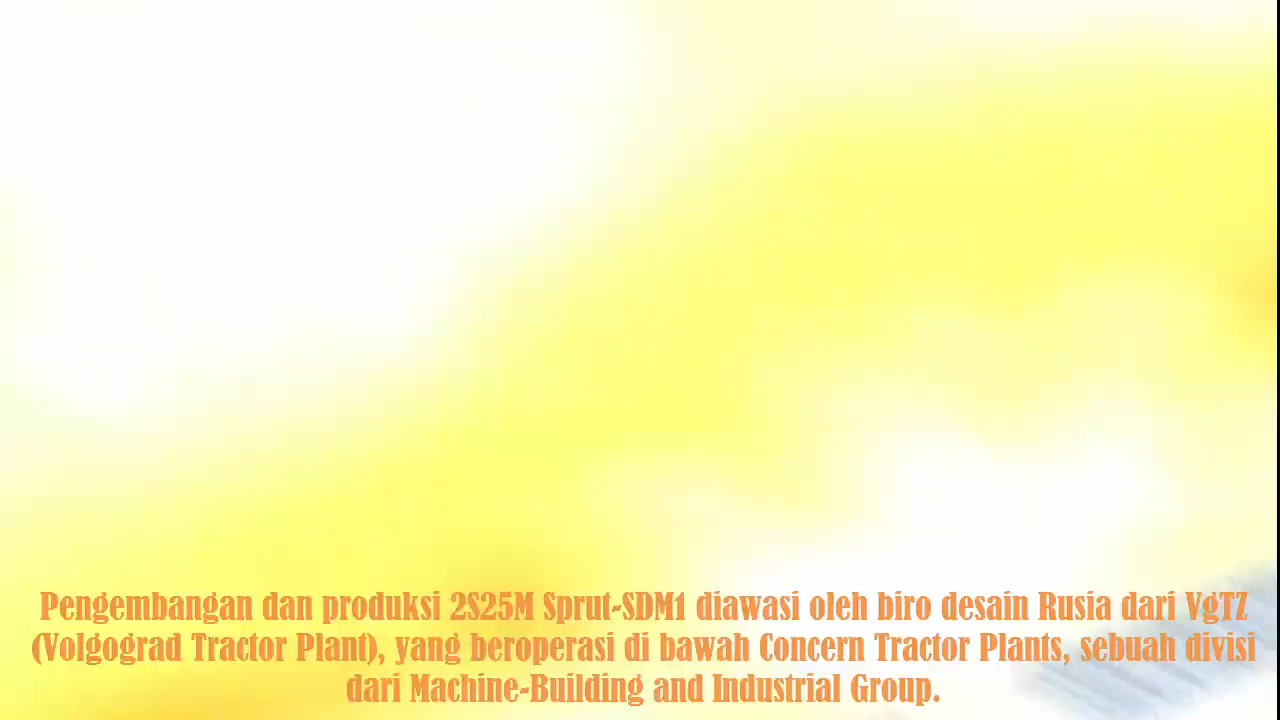 Pengembangan dan produksi 2S25M Sprut-SDM1 diawasi oleh biro desain Rusia dari VgTZ
(Volgograd Tractor Plant), yang beroperasi di bawah Concern Tractor Plants, sebuah divisi
dari Machine-Building and Industrial Group.